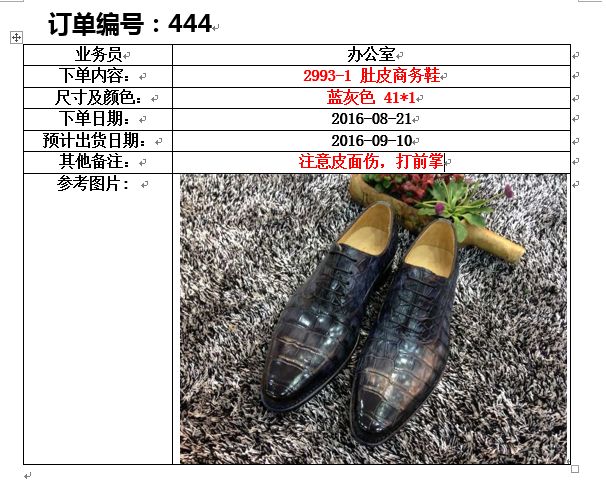 订单编号：444
业务员 办公室
下单内容： 2993-1 肚皮商务鞋
尺寸及颜色： 蓝灰色 41*1
下单日期： 2016-08-21
预计出货日期： 2016-09-10
其他备注： 注意皮面伤，打前掌
参考图片：